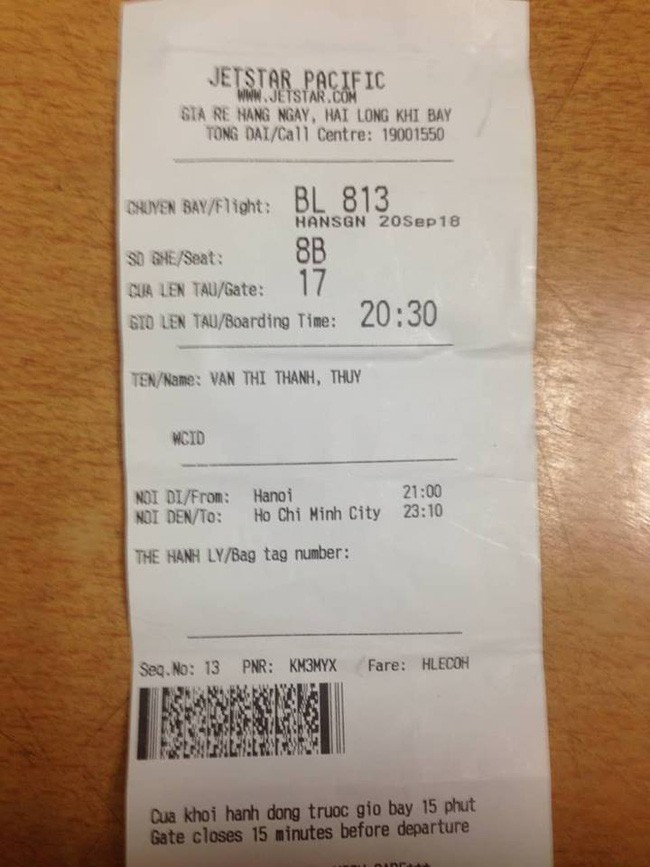 JETSTAR PACIFIC
WWW.JETSTAR.COM
GIA RE HANG NGAY, HAI LONG KHI BAY
TONG DAI/Call Centre: 19001550
CHUYEN BAY/Flight: BL 813
HANSGN 20Sep18
SO GHE/Seat: 8B
CUA LEN TAU/Gate: 17
GIO LEN TAU/Boarding Time: 20:30
TEN/Name: VAN THI THANH, THUY
WCID
NOI DI/From: Hanoi 21:00
NOI DEN/To: Ho Chi Minh City 23:10
THE HANH LY/Bag tag number:
Seq.No: 13 PNR: KM3MYX Fare: HLECOH
Cua khoi hanh dong truoc gio bay 15 phut
Gate closes 15 minutes before departure